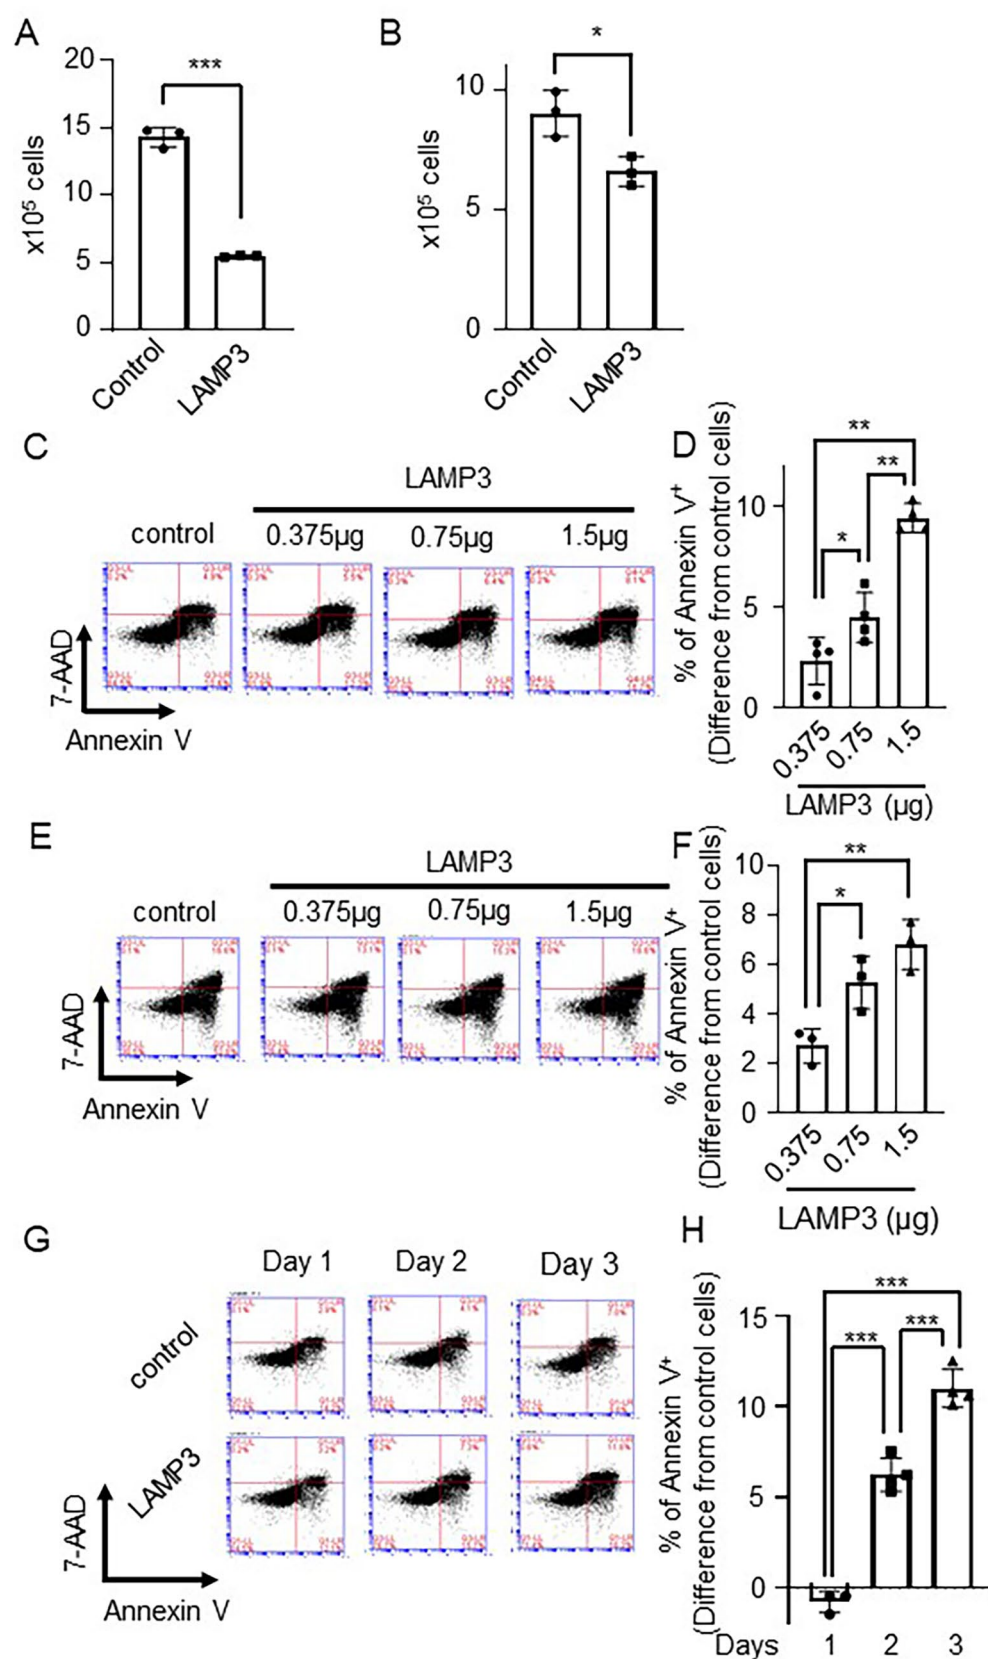 A
***
20
15
10
5
0
x10⁵ cells
Control
LAMP3
B
*
10
5
0
x10⁵ cells
Control
LAMP3
C
LAMP3
control
0.375µg
0.75µg
1.5µg
7-AAD
Annexin V
D
**
**
*
10
5
0
% of Annexin V⁺
(Difference from control cells)
0.375
0.75
1.5
LAMP3 (µg)
E
LAMP3
control
0.375µg
0.75µg
1.5µg
7-AAD
Annexin V
F
**
*
10
8
6
4
2
0
% of Annexin V⁺
(Difference from control cells)
0.375
0.75
1.5
LAMP3 (µg)
G
Day 1
Day 2
Day 3
control
LAMP3
7-AAD
Annexin V
H
***
***
***
15
10
5
0
% of Annexin V⁺
(Difference from control cells)
Days
1
2
3